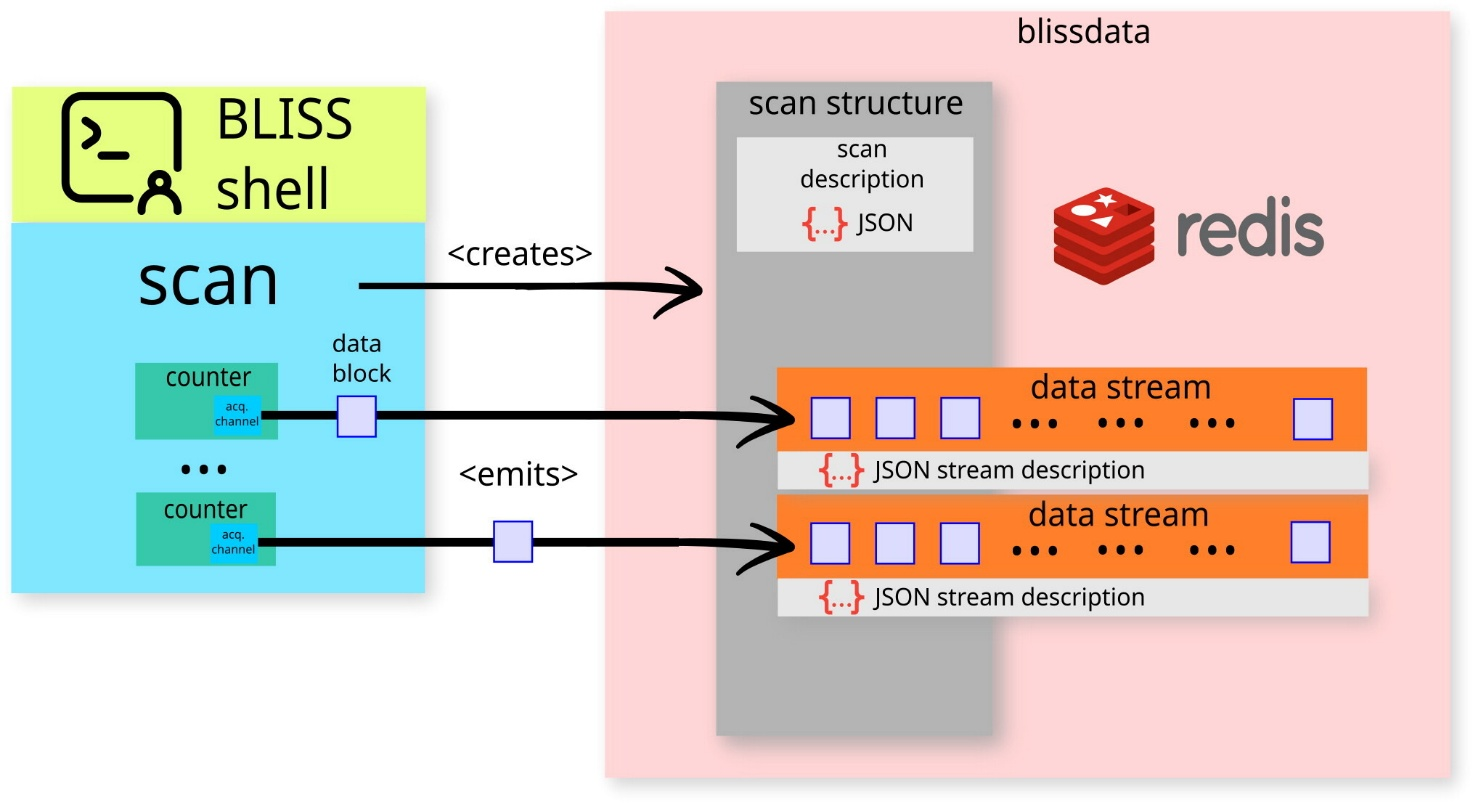 blissdata
BLISS
shell
scan structure
scan
description
{...} JSON
redis
scan
<creates>
data
block
counter
acq.
channel
data stream
... ... ...
{...} JSON stream description
...
<emits>
counter
acq.
channel
data stream
... ... ...
{...} JSON stream description